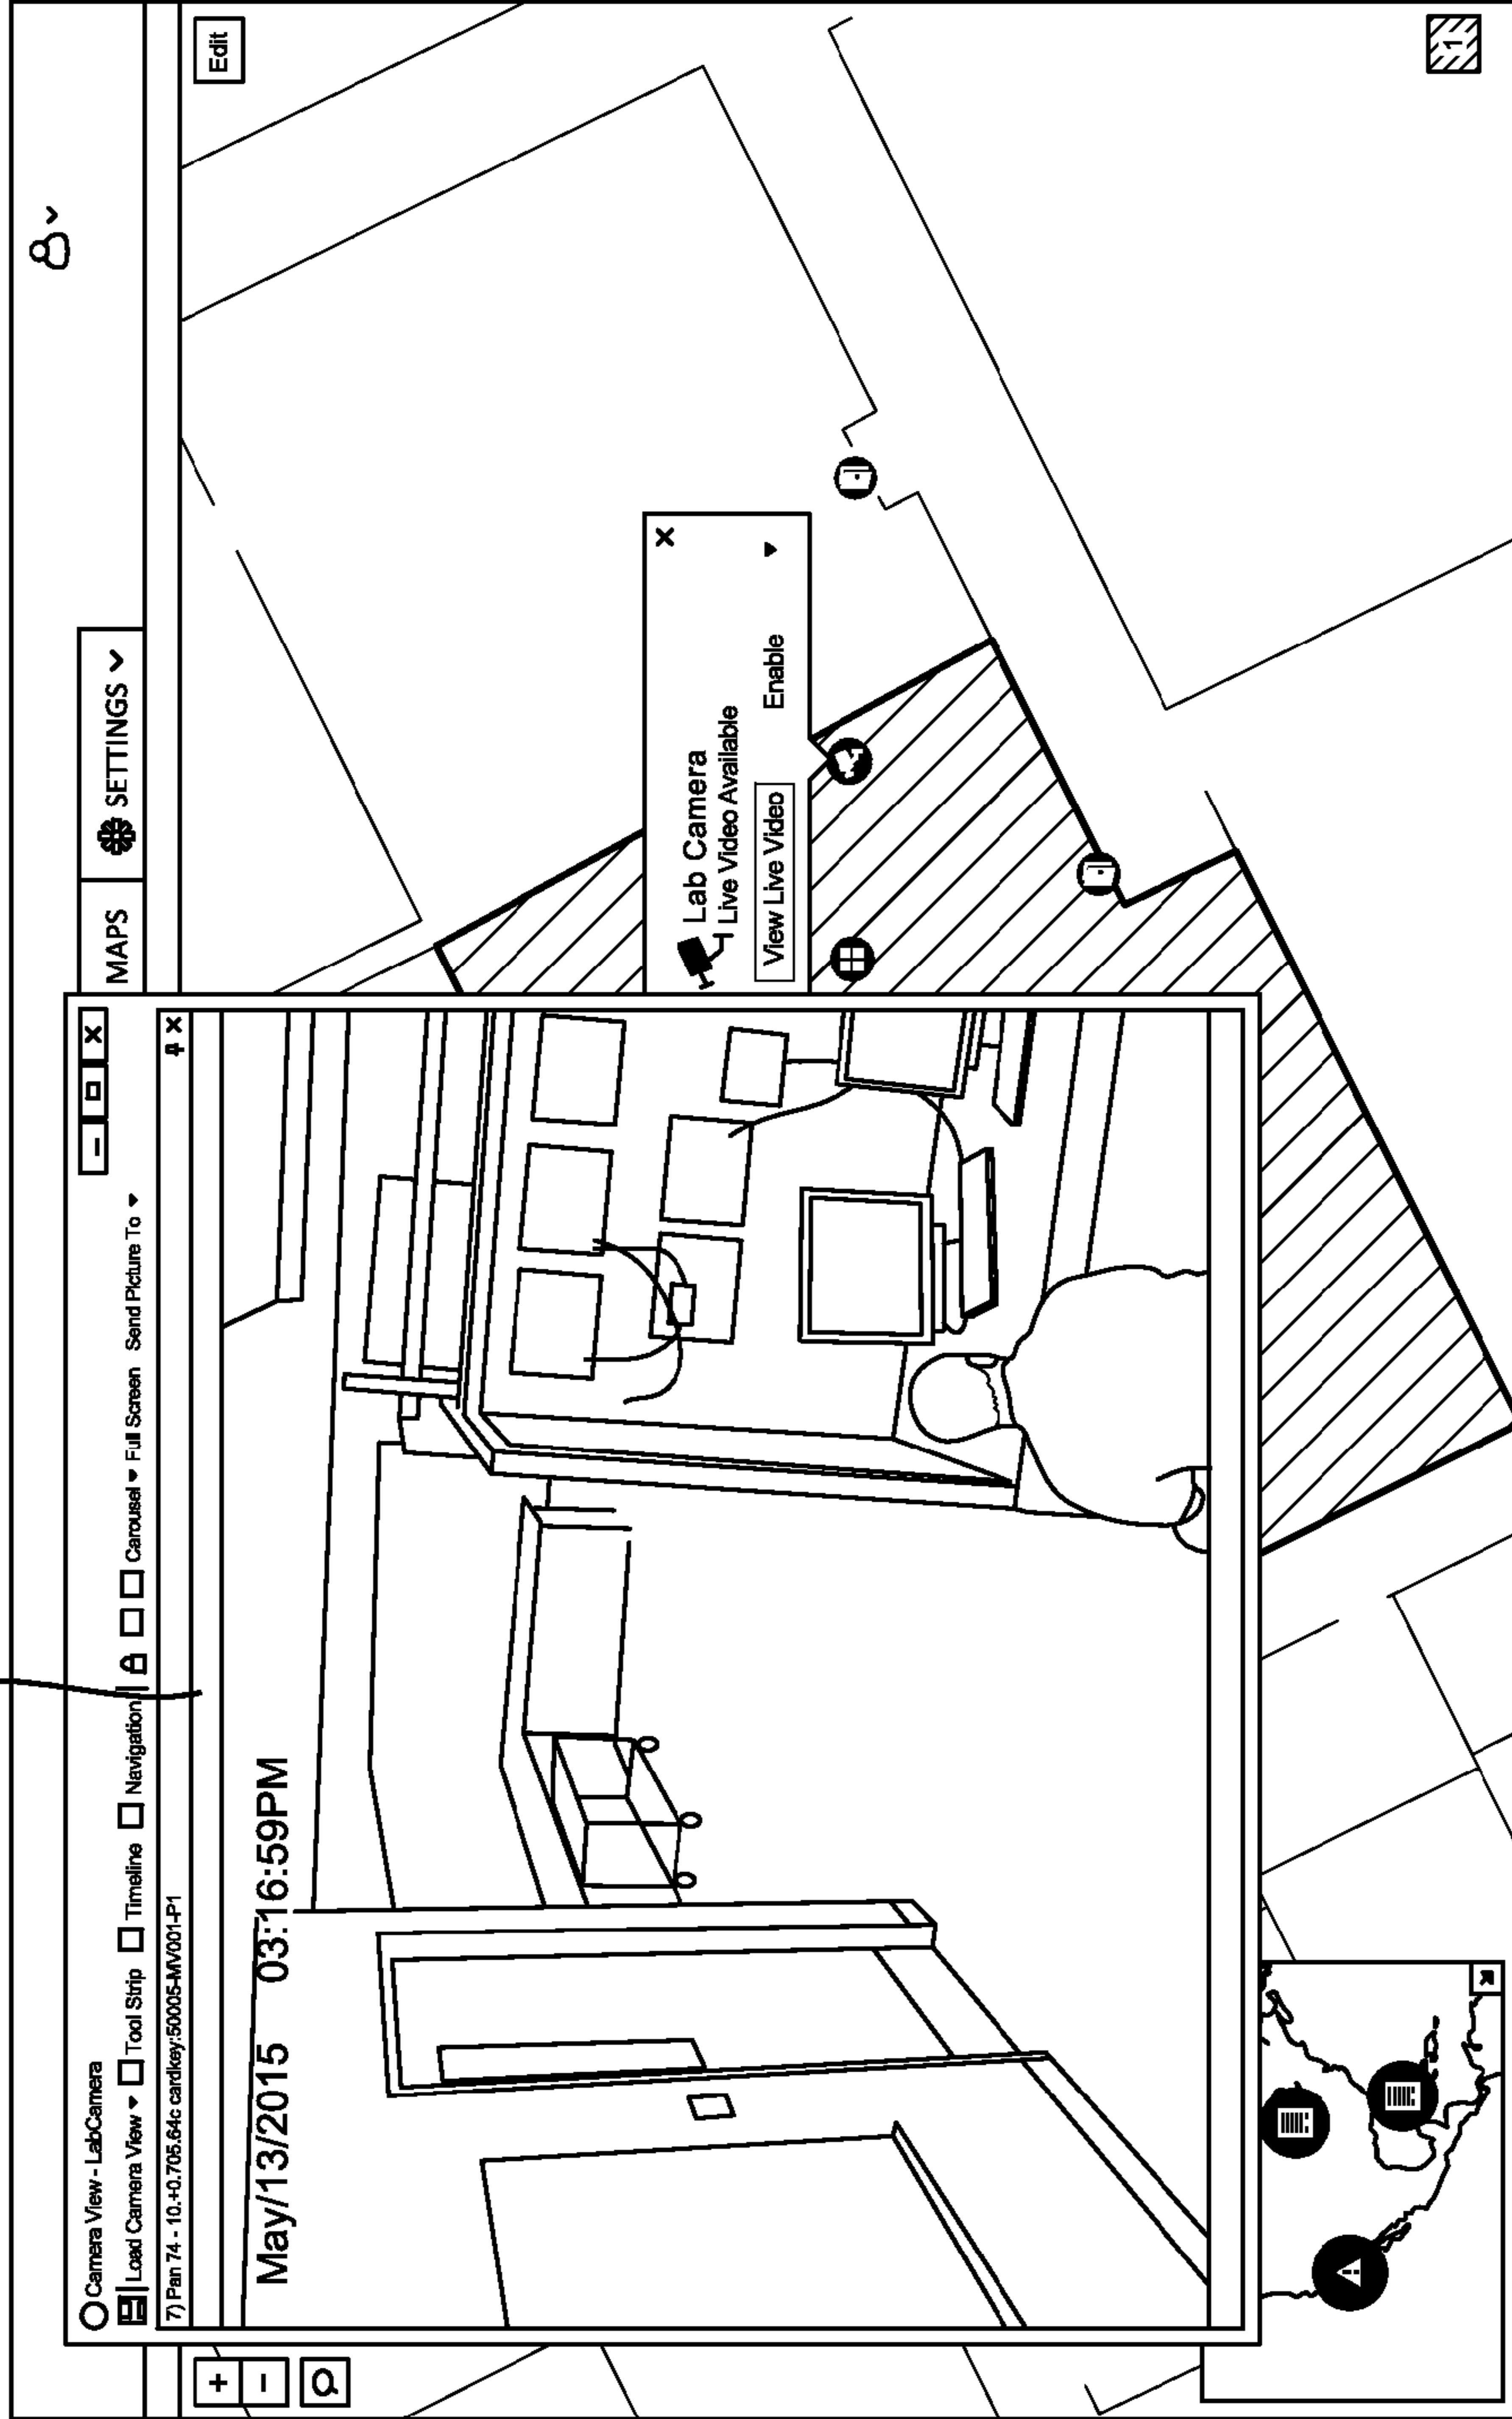 MAPS
SETTINGS
Edit
Camera View - LabCamera
Load Camera View Tool Strip Timeline Navigation Carousel Full Screen Send Picture To
7) Pan 74 - 10.+0.705.64c cardkey:50005-MV001-P1
May/13/2015 03:16:59PM
Lab Camera
Live Video Available
View Live Video Enable
1